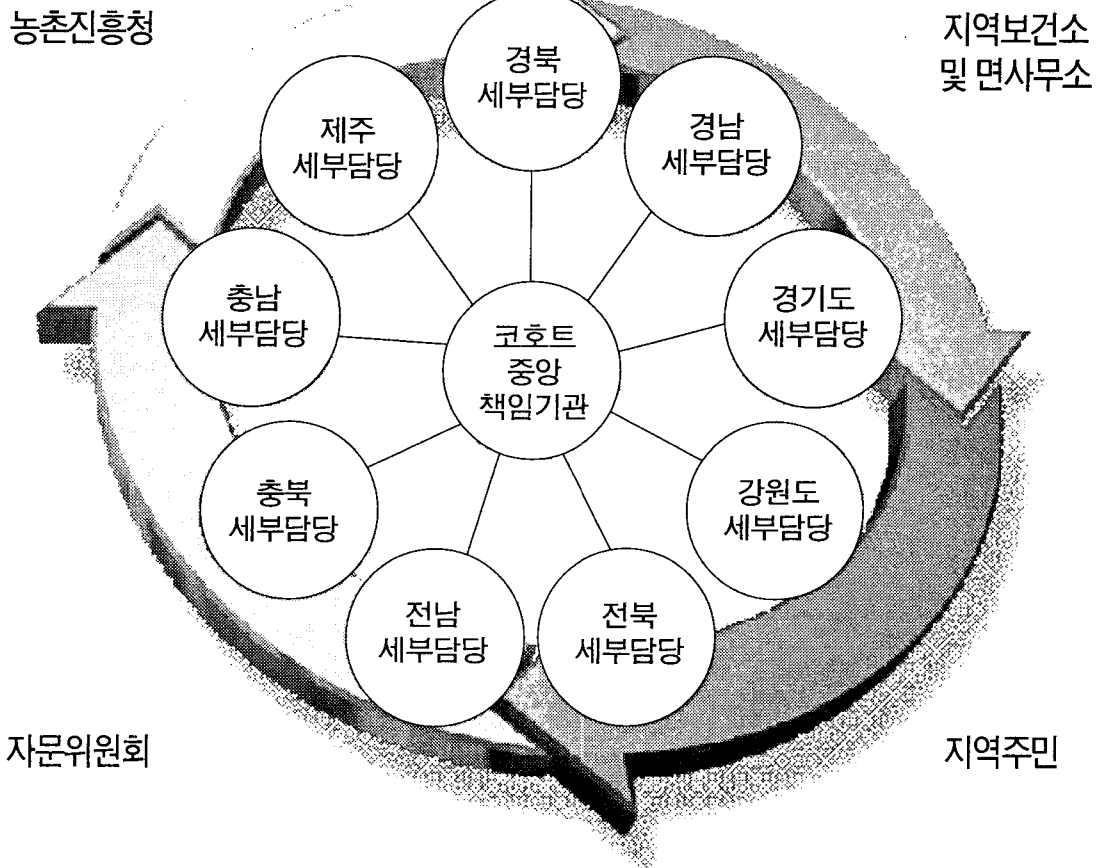 농촌진흥청
지역보건소
및 면사무소
경북
세부담당
제주
세부담당
경남
세부담당
충남
세부담당
경기도
세부담당
코호트
중앙
책임기관
충북
세부담당
강원도
세부담당
전남
세부담당
전북
세부담당
자문위원회
지역주민